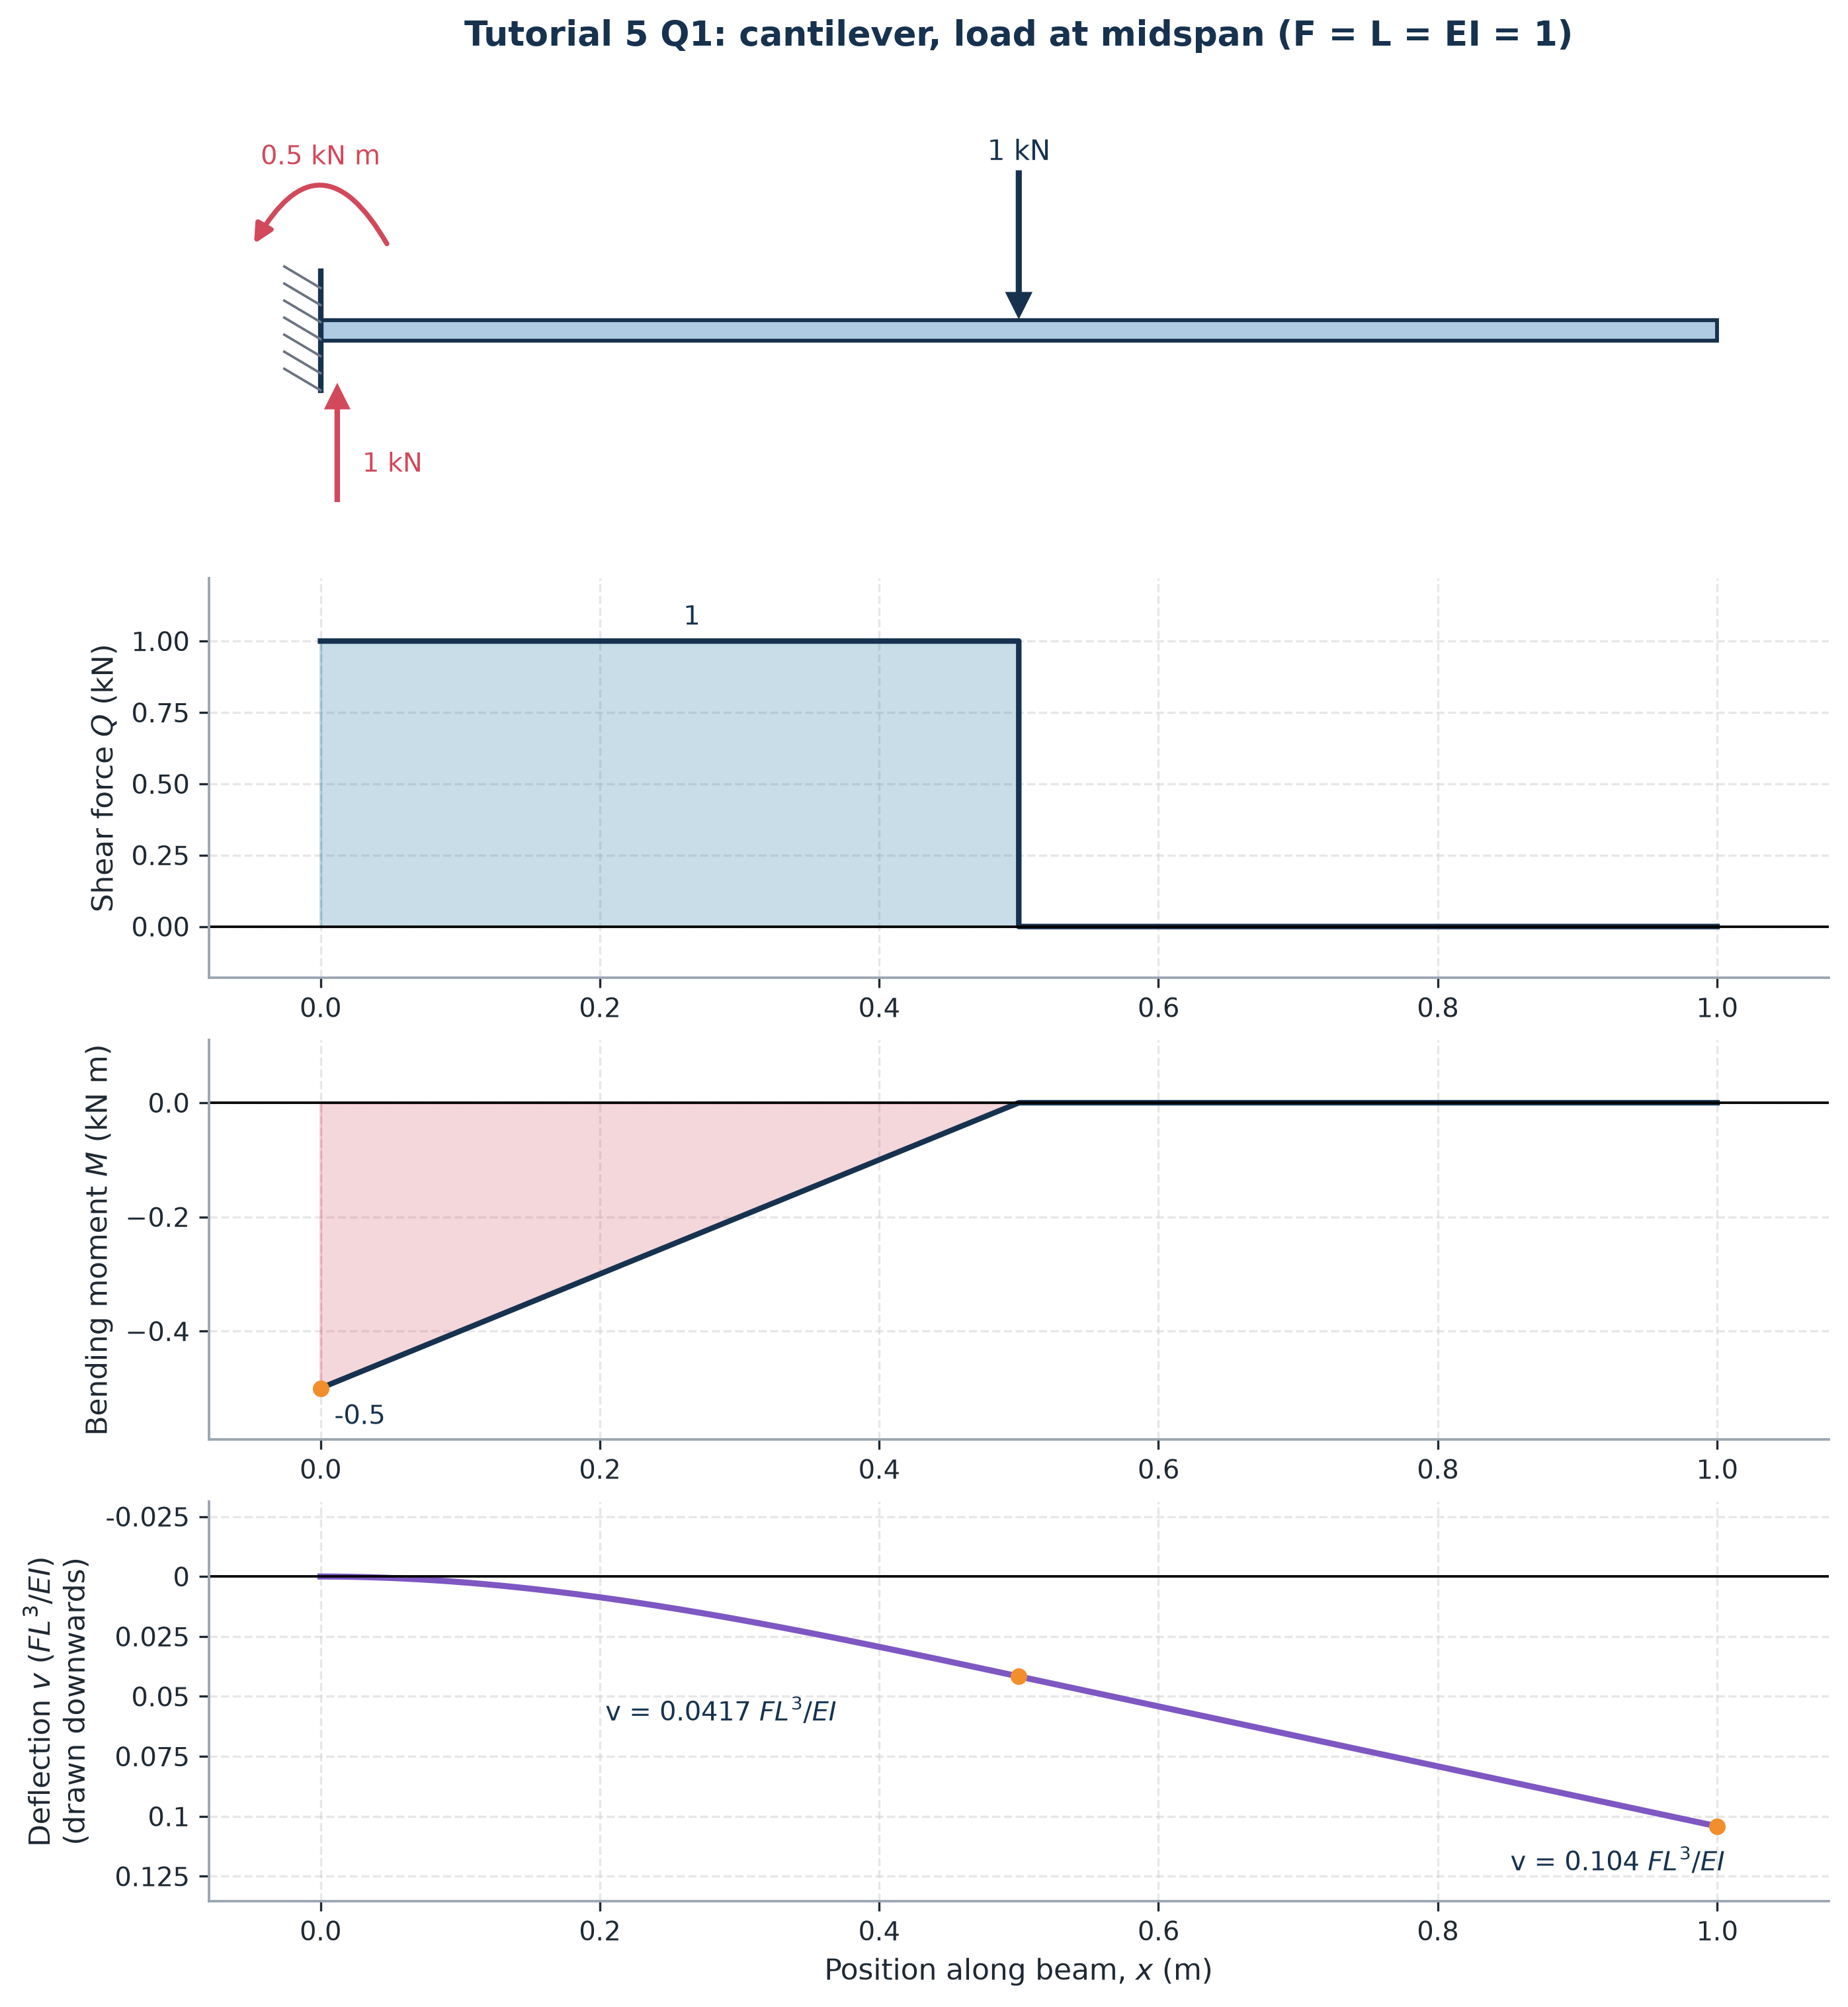 Tutorial 5 Q1: cantilever, load at midspan (F = L = EI = 1)
0.5 kN m
1 kN
1 kN
Shear force Q (kN)
1
1.00
0.75
0.50
0.25
0.00
0.0 0.2 0.4 0.6 0.8 1.0
Bending moment M (kN m)
0.0
−0.2
−0.4
-0.5
0.0 0.2 0.4 0.6 0.8 1.0
Deflection v (FL³/EI)
(drawn downwards)
-0.025
0
0.025
0.05
v = 0.0417 FL³/EI
0.075
0.1
v = 0.104 FL³/EI
0.125
0.0 0.2 0.4 0.6 0.8 1.0
Position along beam, x (m)